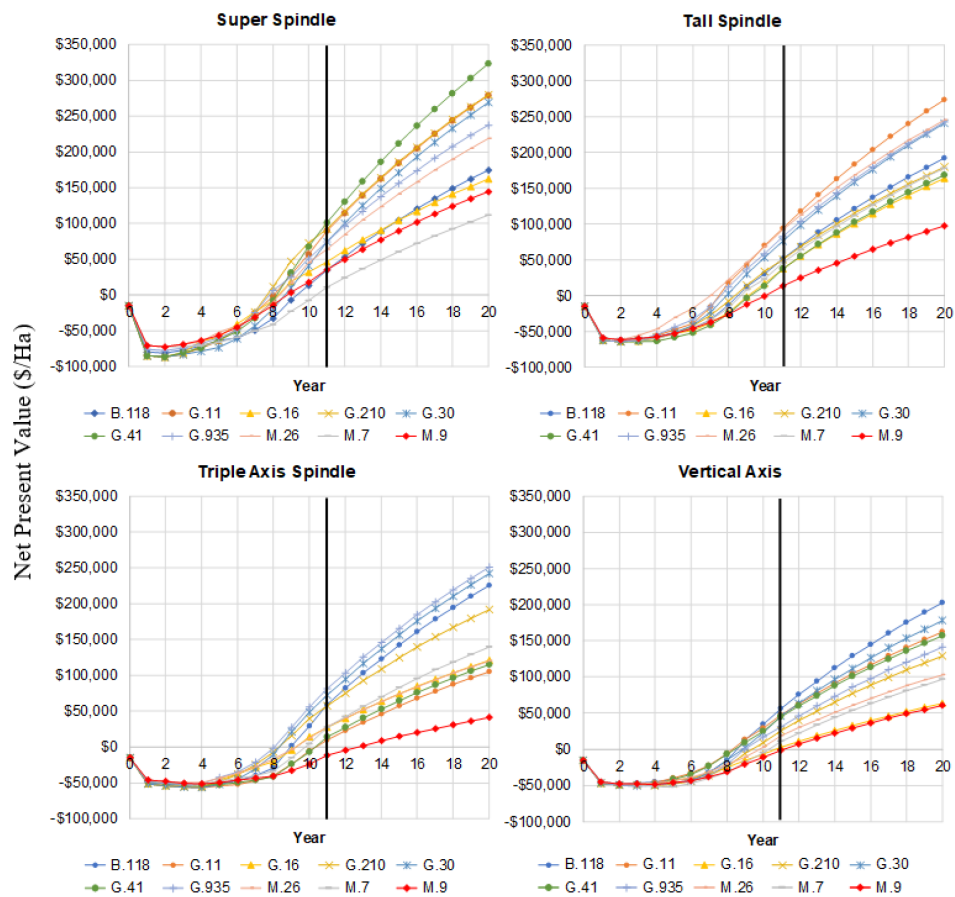 Super Spindle
$350,000
$300,000
$250,000
$200,000
$150,000
$100,000
$50,000
$0
-$50,000
-$100,000
0 2 4 6 8 10 12 14 16 18 20
Year
B.118 G.11 G.16 G.210 G.30
G.41 G.935 M.26 M.7 M.9
Tall Spindle
$350,000
$300,000
$250,000
$200,000
$150,000
$100,000
$50,000
$0
-$50,000
-$100,000
0 2 4 6 8 10 12 14 16 18 20
Year
B.118 G.11 G.16 G.210 G.30
G.41 G.935 M.26 M.7 M.9
Net Present Value ($/Ha)
Triple Axis Spindle
$350,000
$300,000
$250,000
$200,000
$150,000
$100,000
$50,000
$0
-$50,000
-$100,000
0 2 4 6 8 10 12 14 16 18 20
Year
B.118 G.11 G.16 G.210 G.30
G.41 G.935 M.26 M.7 M.9
Vertical Axis
$350,000
$300,000
$250,000
$200,000
$150,000
$100,000
$50,000
$0
-$50,000
-$100,000
0 2 4 6 8 10 12 14 16 18 20
Year
B.118 G.11 G.16 G.210 G.30
G.41 G.935 M.26 M.7 M.9